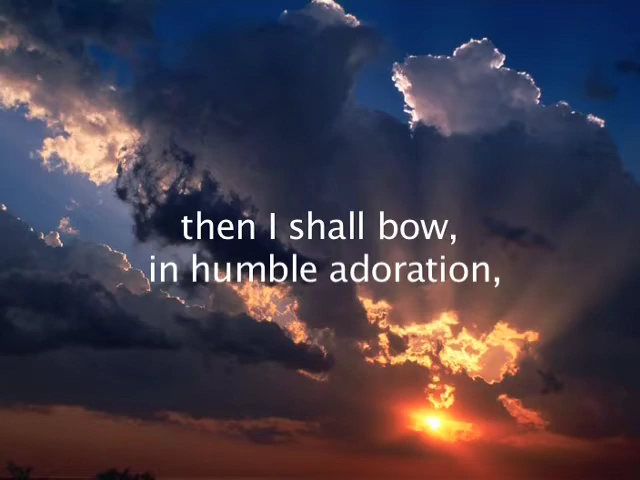 then I shall bow,
in humble adoration,